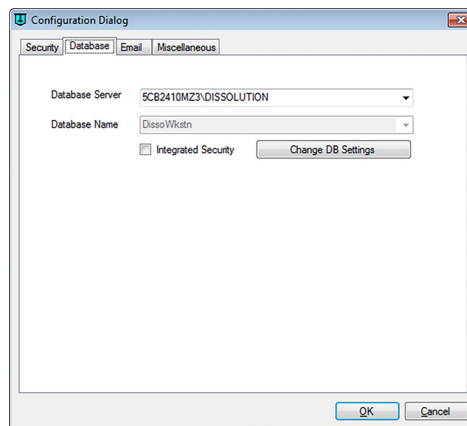 Configuration Dialog
Security Database Email Miscellaneous
Database Server 5CB2410MZ3\DISSOLUTION
Database Name DissoWkstn
Integrated Security Change DB Settings
OK Cancel